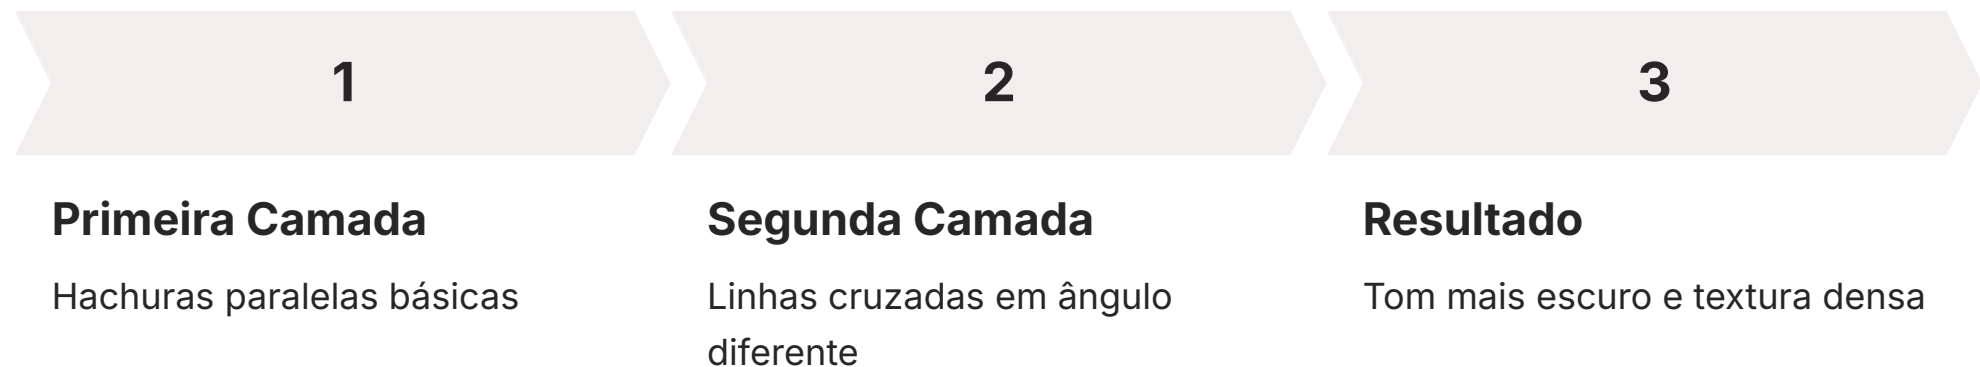 1
Primeira Camada
Hachuras paralelas básicas
2
Segunda Camada
Linhas cruzadas em ângulo
diferente
3
Resultado
Tom mais escuro e textura densa